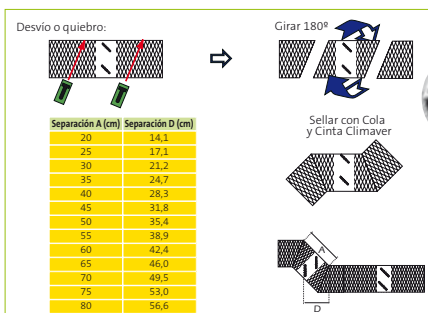 Desvío o quiebro:
Girar 180º
Separación A (cm) Separación D (cm)
20 14,1
25 17,1
30 21,2
35 24,7
40 28,3
45 31,8
50 35,4
55 38,9
60 42,4
65 46,0
70 49,5
75 53,0
80 56,6
Sellar con Cola
y Cinta Climaver
A
D